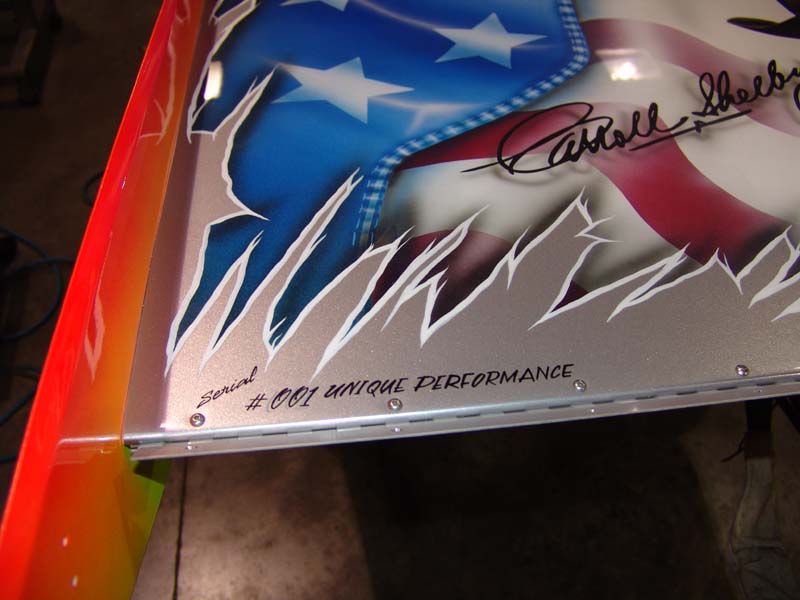 Carroll Shelby
Serial
# 001 UNIQUE PERFORMANCE